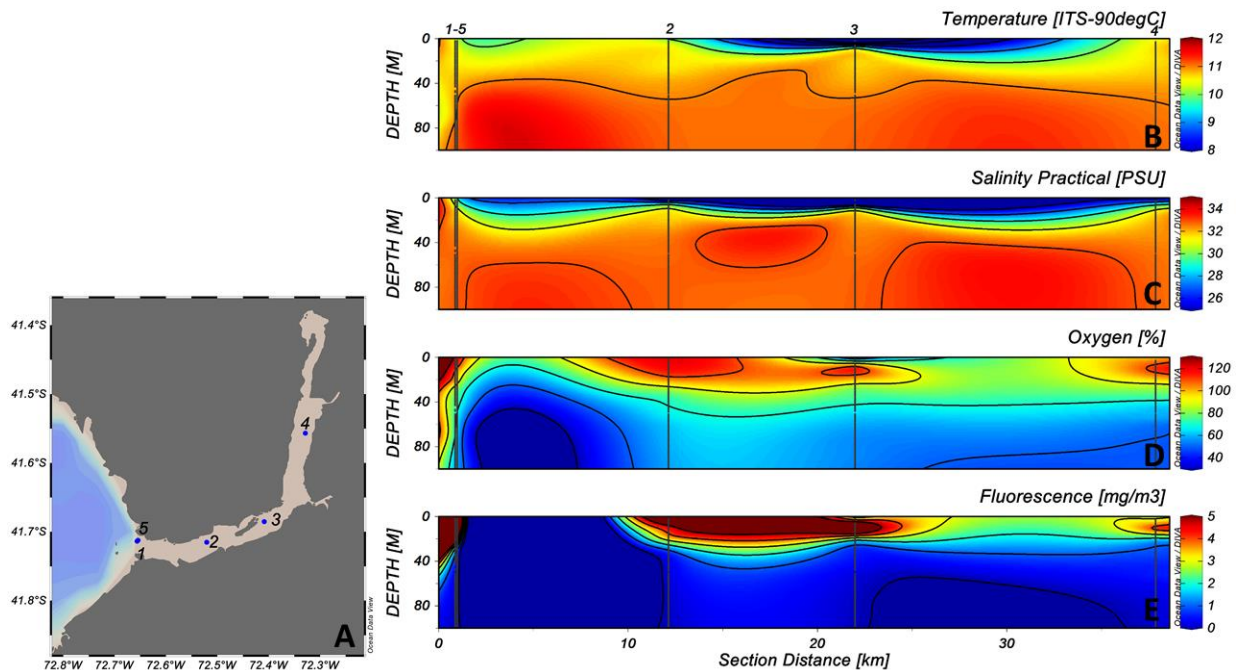 41.4°S
41.5°S
41.6°S
41.7°S
41.8°S
72.8°W 72.7°W 72.6°W 72.5°W 72.4°W 72.3°W
4
3
5
2
1
A
Ocean Data View
Temperature [ITS-90degC]
1-5 2 3 4
DEPTH [M]
0
40
80
B
Ocean Data View / DIVA
12
11
10
9
8
Salinity Practical [PSU]
DEPTH [M]
0
40
80
C
Ocean Data View / DIVA
34
32
30
28
26
Oxygen [%]
DEPTH [M]
0
40
80
D
Ocean Data View / DIVA
120
100
80
60
40
Fluorescence [mg/m3]
DEPTH [M]
0
40
80
E
Ocean Data View / DIVA
5
4
3
2
1
0
0 10 20 30
Section Distance [km]